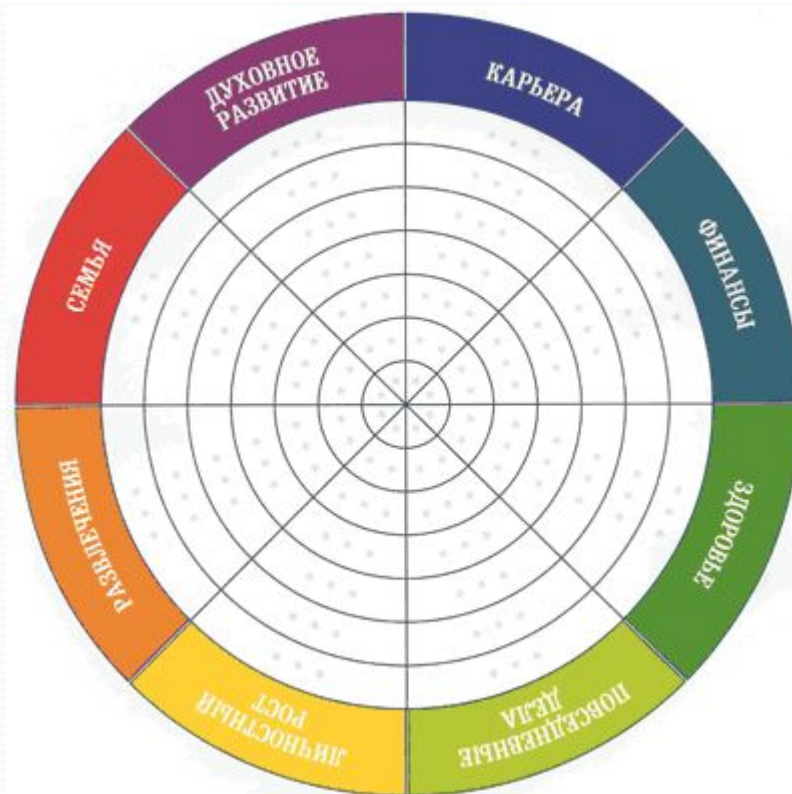 ДУХОВНОЕ
РАЗВИТИЕ
КАРЬЕРА
ФИНАНСЫ
ЗДОРОВЬЕ
ПОВСЕДНЕВНЫЕ
ДЕЛА
ЛИЧНОСТНЫЙ
РОСТ
РАЗВЛЕЧЕНИЯ
СЕМЬЯ